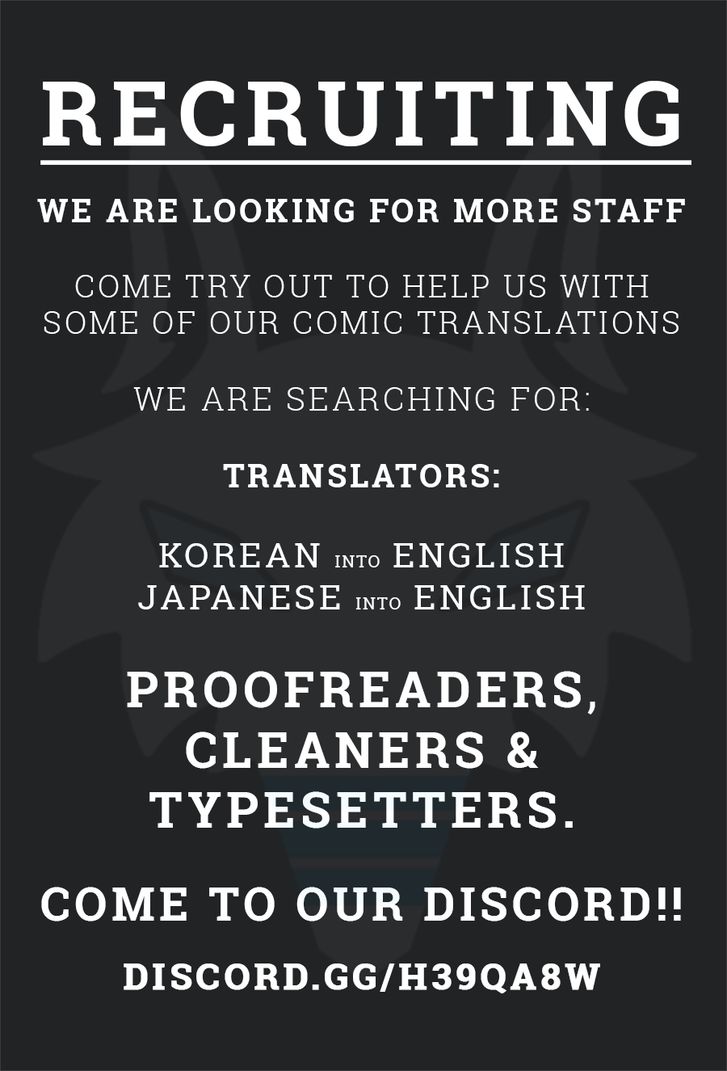 RECRUITING
WE ARE LOOKING FOR MORE STAFF
COME TRY OUT TO HELP US WITH
SOME OF OUR COMIC TRANSLATIONS
WE ARE SEARCHING FOR:
TRANSLATORS:
KOREAN INTO ENGLISH
JAPANESE INTO ENGLISH
PROOFREADERS,
CLEANERS &
TYPESETTERS.
COME TO OUR DISCORD!!
DISCORD.GG/H39QA8W